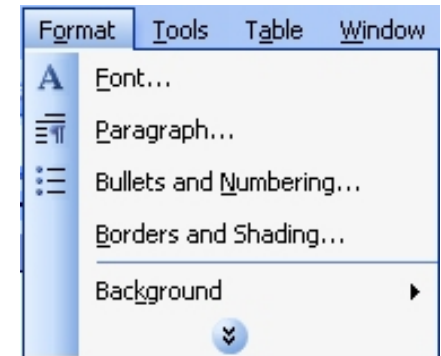 Format Tools Table Window
Font...
Paragraph...
Bullets and Numbering...
Borders and Shading...
Background